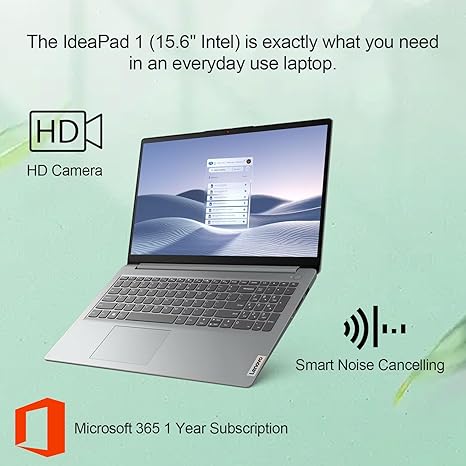 The IdeaPad 1 (15.6" Intel) is exactly what you need
in an everyday use laptop.
HD
HD Camera
Lenovo
Smart Noise Cancelling
Microsoft 365 1 Year Subscription